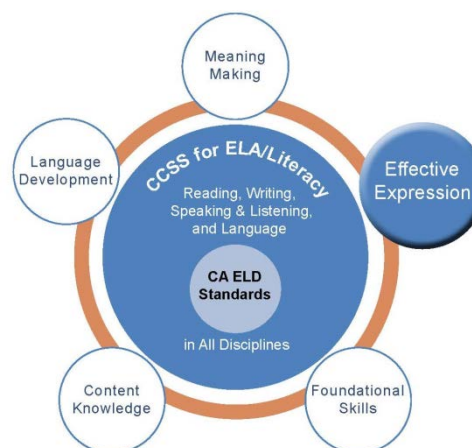 Meaning
Making
Language
Development
Effective
Expression
CCSS for ELA/Literacy
Reading, Writing,
Speaking & Listening,
and Language
CA ELD
Standards
in All Disciplines
Content
Knowledge
Foundational
Skills